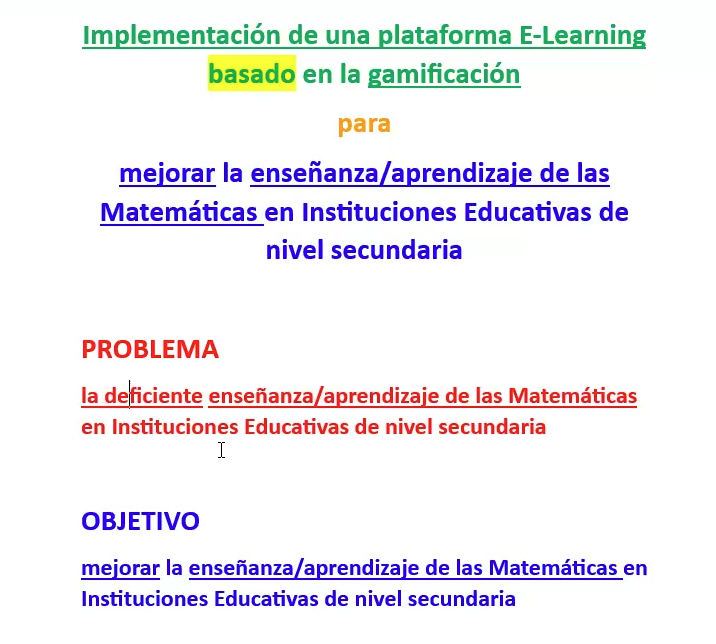 Implementación de una plataforma E-Learning
basado en la gamificación
para
mejorar la enseñanza/aprendizaje de las
Matemáticas en Instituciones Educativas de
nivel secundaria
PROBLEMA
la deficiente enseñanza/aprendizaje de las Matemáticas
en Instituciones Educativas de nivel secundaria
OBJETIVO
mejorar la enseñanza/aprendizaje de las Matemáticas en
Instituciones Educativas de nivel secundaria